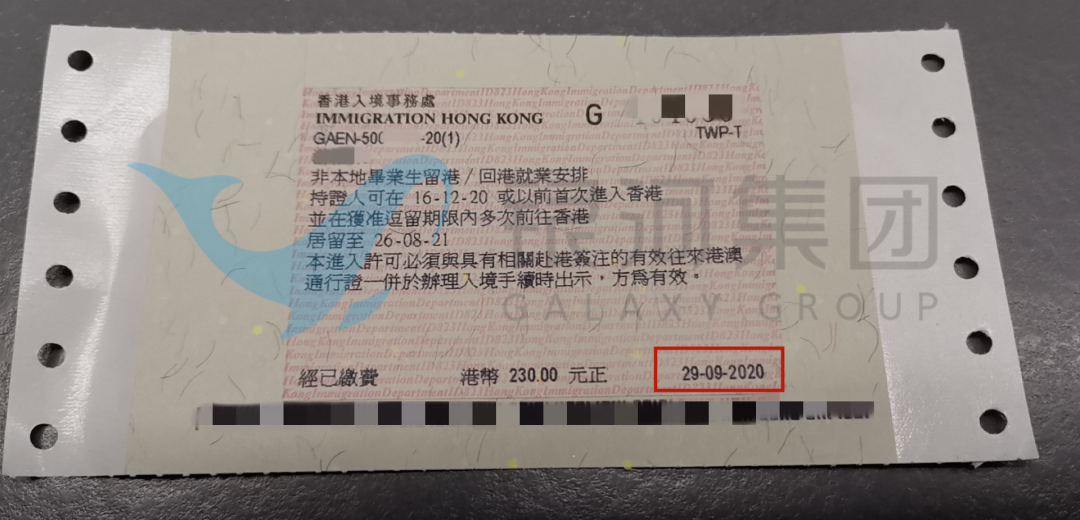 香港入境事務處
IMMIGRATION HONG KONG
G
TWP-T
GAEN-50 -20(1)
非本地畢業生留港/回港就業安排
持證人可在 16-12-20 或以前首次進入香港
並在獲准逗留期限內多次前往香港
居留至 26-08-21
本進入許可必須與具有相關赴港簽注的有效往來港澳
通行證一併於辦理入境手續時出示,方為有效。
银河集团
GALAXY GROUP
經已繳費 港幣 230.00 元正 29-09-2020